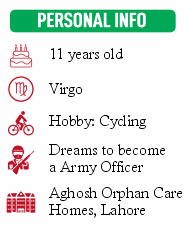 PERSONAL INFO
11 years old
Virgo
Hobby: Cycling
Dreams to become
a Army Officer
Aghosh Orphan Care
Homes, Lahore